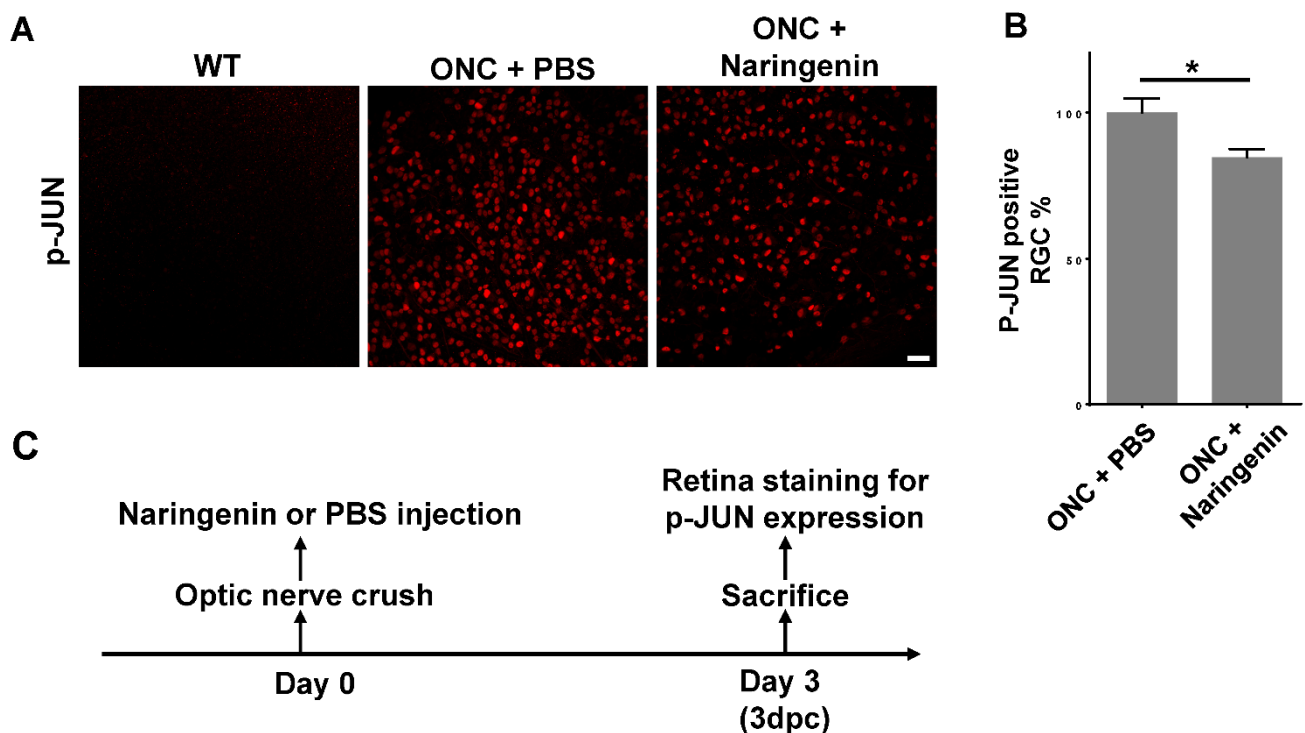 A
WT
ONC + PBS
ONC +
Naringenin
p-JUN
B
*
P-JUN positive
RGC %
100
50
0
ONC + PBS
ONC +
Naringenin
C
Naringenin or PBS injection
Optic nerve crush
Day 0
Retina staining for
p-JUN expression
Sacrifice
Day 3
(3dpc)